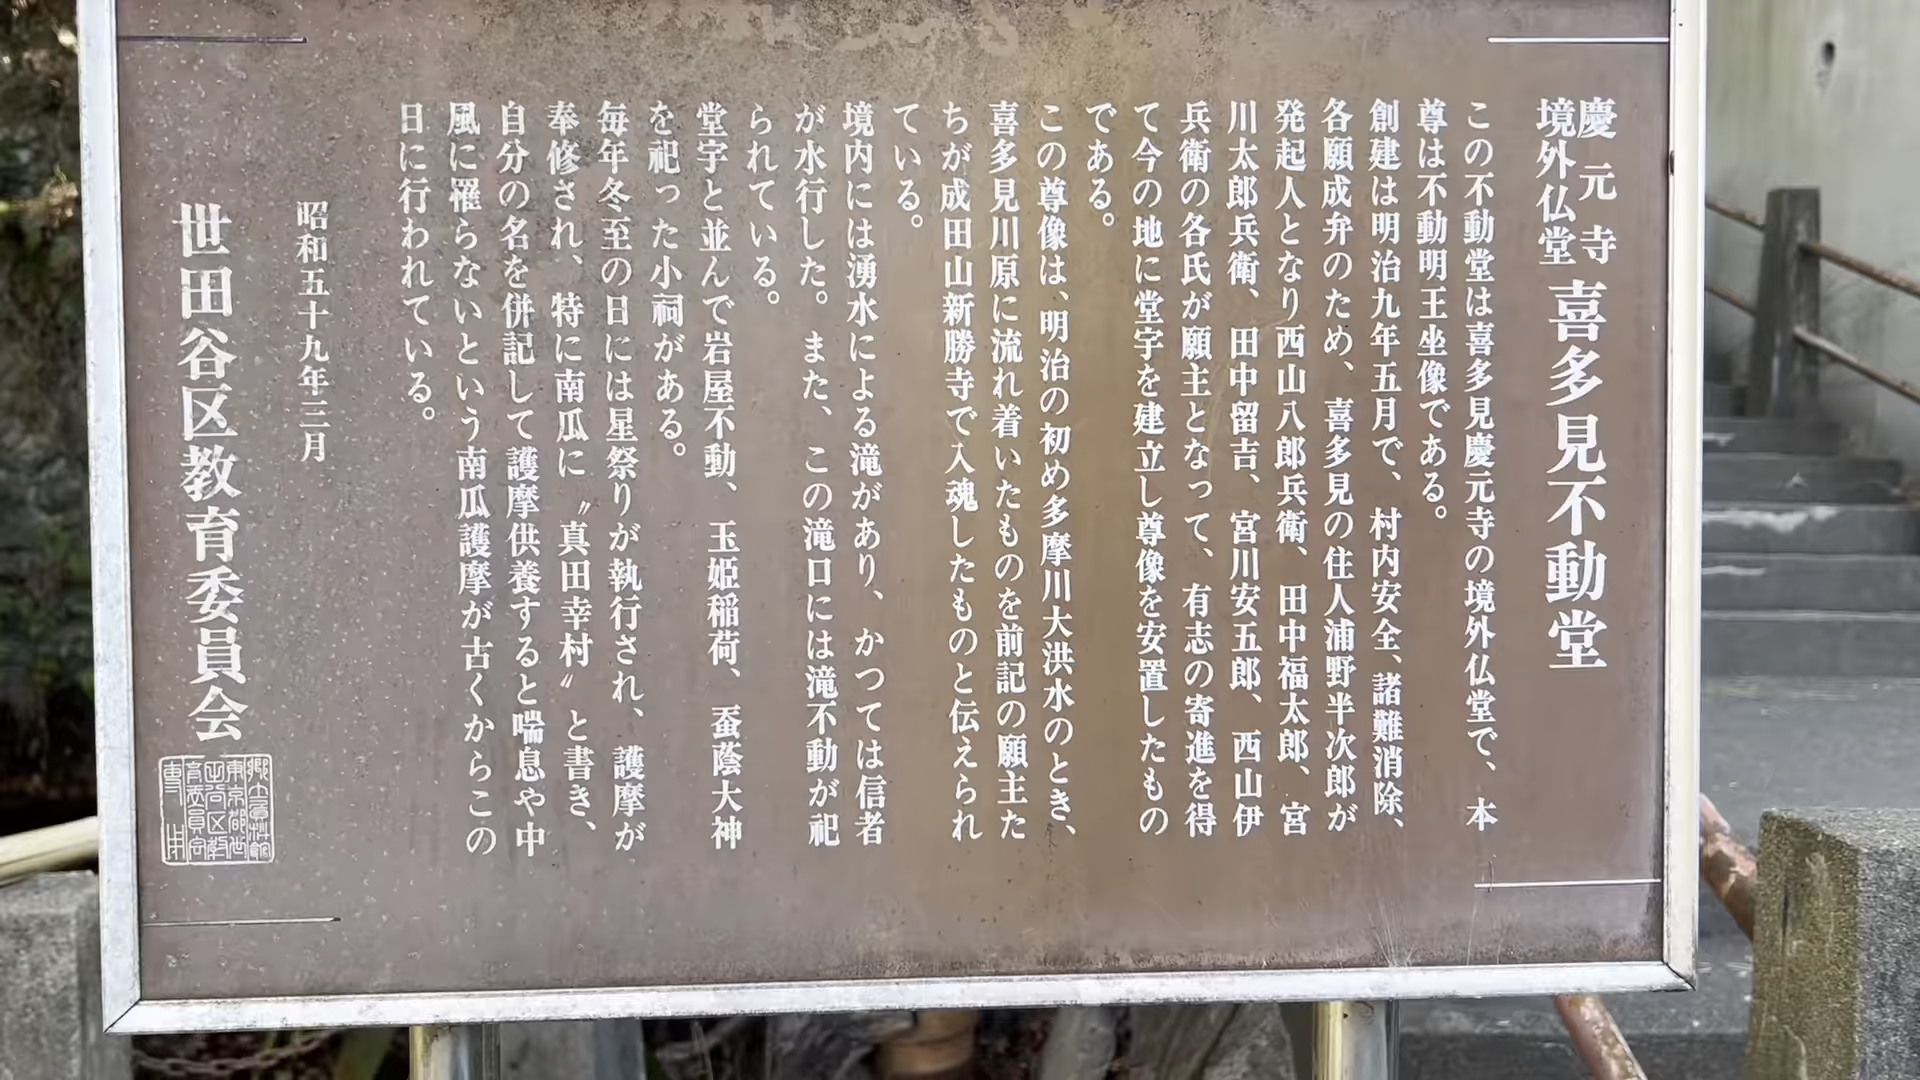 慶元寺
境外仏堂
喜多見不動堂
この不動堂は喜多見慶元寺の境外仏堂で、本
尊は不動明王坐像である。
創建は明治九年五月で、村内安全、諸難消除、
各願成弁のため、喜多見の住人浦野半次郎が
発起人となり西山八郎兵衛、田中福太郎、宮
川太郎兵衛、田中留吉、宮川安五郎、西山伊
兵衛の各氏が願主となって、有志の寄進を得
て今の地に堂宇を建立し尊像を安置したもの
である。
この尊像は、明治の初め多摩川大洪水のとき、
喜多見川原に流れ着いたものを前記の願主た
ちが成田山新勝寺で入魂したものと伝えられ
ている。
境内には湧水による滝があり、かつては信者
が水行した。また、この滝口には滝不動が祀
られている。
堂宇と並んで岩屋不動、玉姫稲荷、蚕蔭大神
を祀った小祠がある。
毎年冬至の日には星祭りが執行され、護摩が
奉修され、特に南瓜に〝真田幸村〟と書き、
自分の名を併記して護摩供養すると喘息や中
風に罹らないという南瓜護摩が古くからこの
日に行われている。
昭和五十九年三月
世田谷区教育委員会